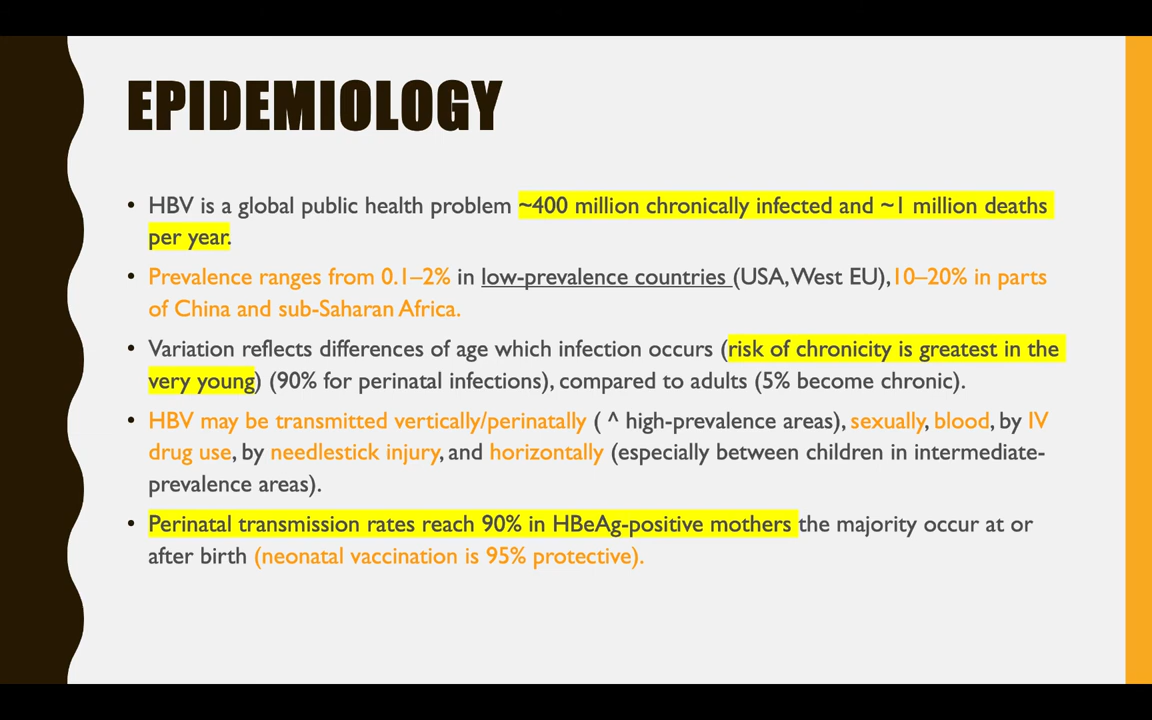 EPIDEMIOLOGY
• HBV is a global public health problem ~400 million chronically infected and ~1 million deaths
per year.
• Prevalence ranges from 0.1–2% in low-prevalence countries (USA, West EU), 10–20% in parts
of China and sub-Saharan Africa.
• Variation reflects differences of age which infection occurs (risk of chronicity is greatest in the
very young) (90% for perinatal infections), compared to adults (5% become chronic).
• HBV may be transmitted vertically/perinatally ( ^ high-prevalence areas), sexually, blood, by IV
drug use, by needlestick injury, and horizontally (especially between children in intermediate-
prevalence areas).
• Perinatal transmission rates reach 90% in HBeAg-positive mothers the majority occur at or
after birth (neonatal vaccination is 95% protective).